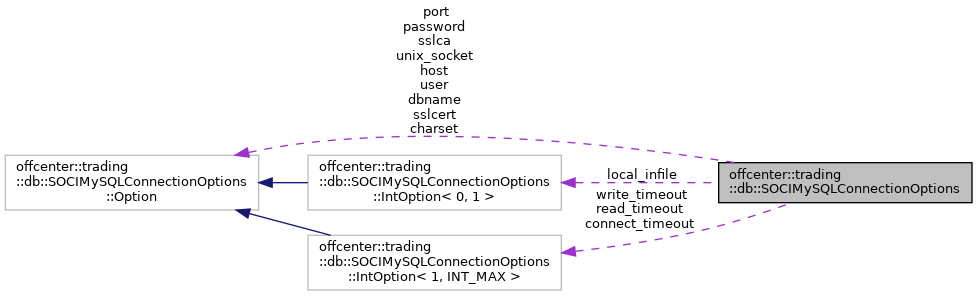 port
password
sslca
unix_socket
host
user
dbname
sslcert
charset
offcenter::trading
::db::SOCIMySQLConnectionOptions
::Option
offcenter::trading
::db::SOCIMySQLConnectionOptions
::IntOption< 0, 1 >
local_infile
offcenter::trading
::db::SOCIMySQLConnectionOptions
write_timeout
read_timeout
connect_timeout
offcenter::trading
::db::SOCIMySQLConnectionOptions
::IntOption< 1, INT_MAX >